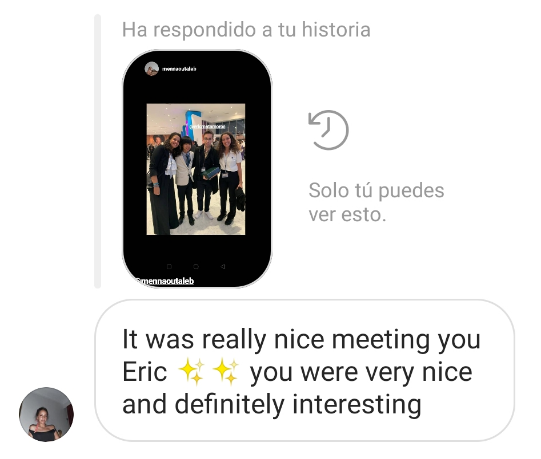 Ha respondido a tu historia
mennaoutaleb
Solo tú puedes
ver esto.
@mennaoutaleb
It was really nice meeting you
Eric ✨ ✨ you were very nice
and definitely interesting